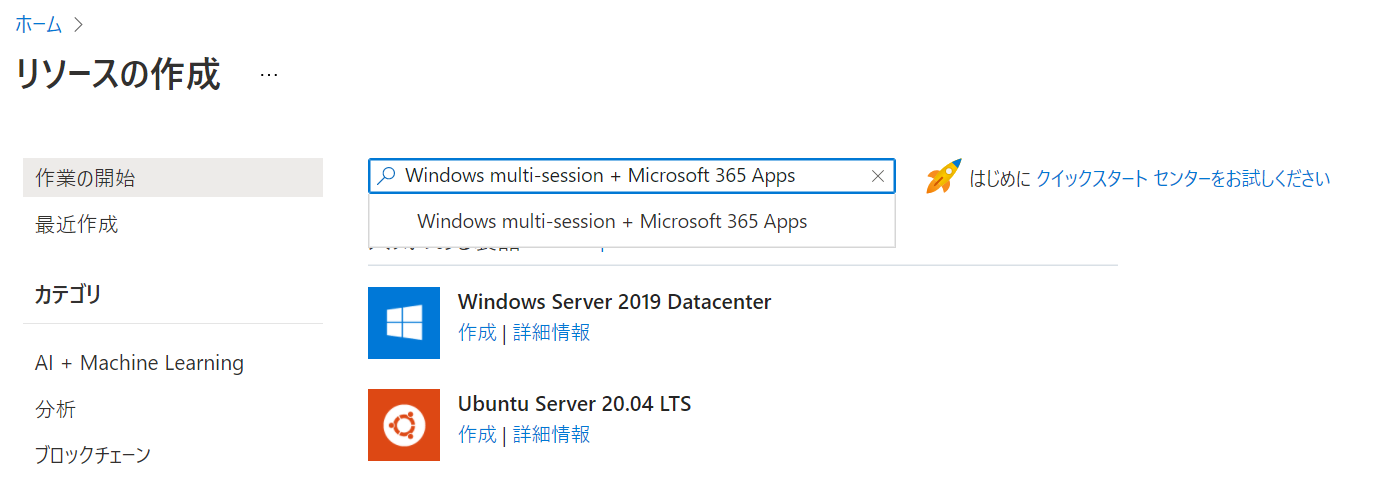 ホーム >
リソースの作成 …
作業の開始
最近作成
カテゴリ
AI + Machine Learning
分析
ブロックチェーン
Windows multi-session + Microsoft 365 Apps
Windows multi-session + Microsoft 365 Apps
はじめに クイックスタート センターをお試しください
Windows Server 2019 Datacenter
作成 | 詳細情報
Ubuntu Server 20.04 LTS
作成 | 詳細情報